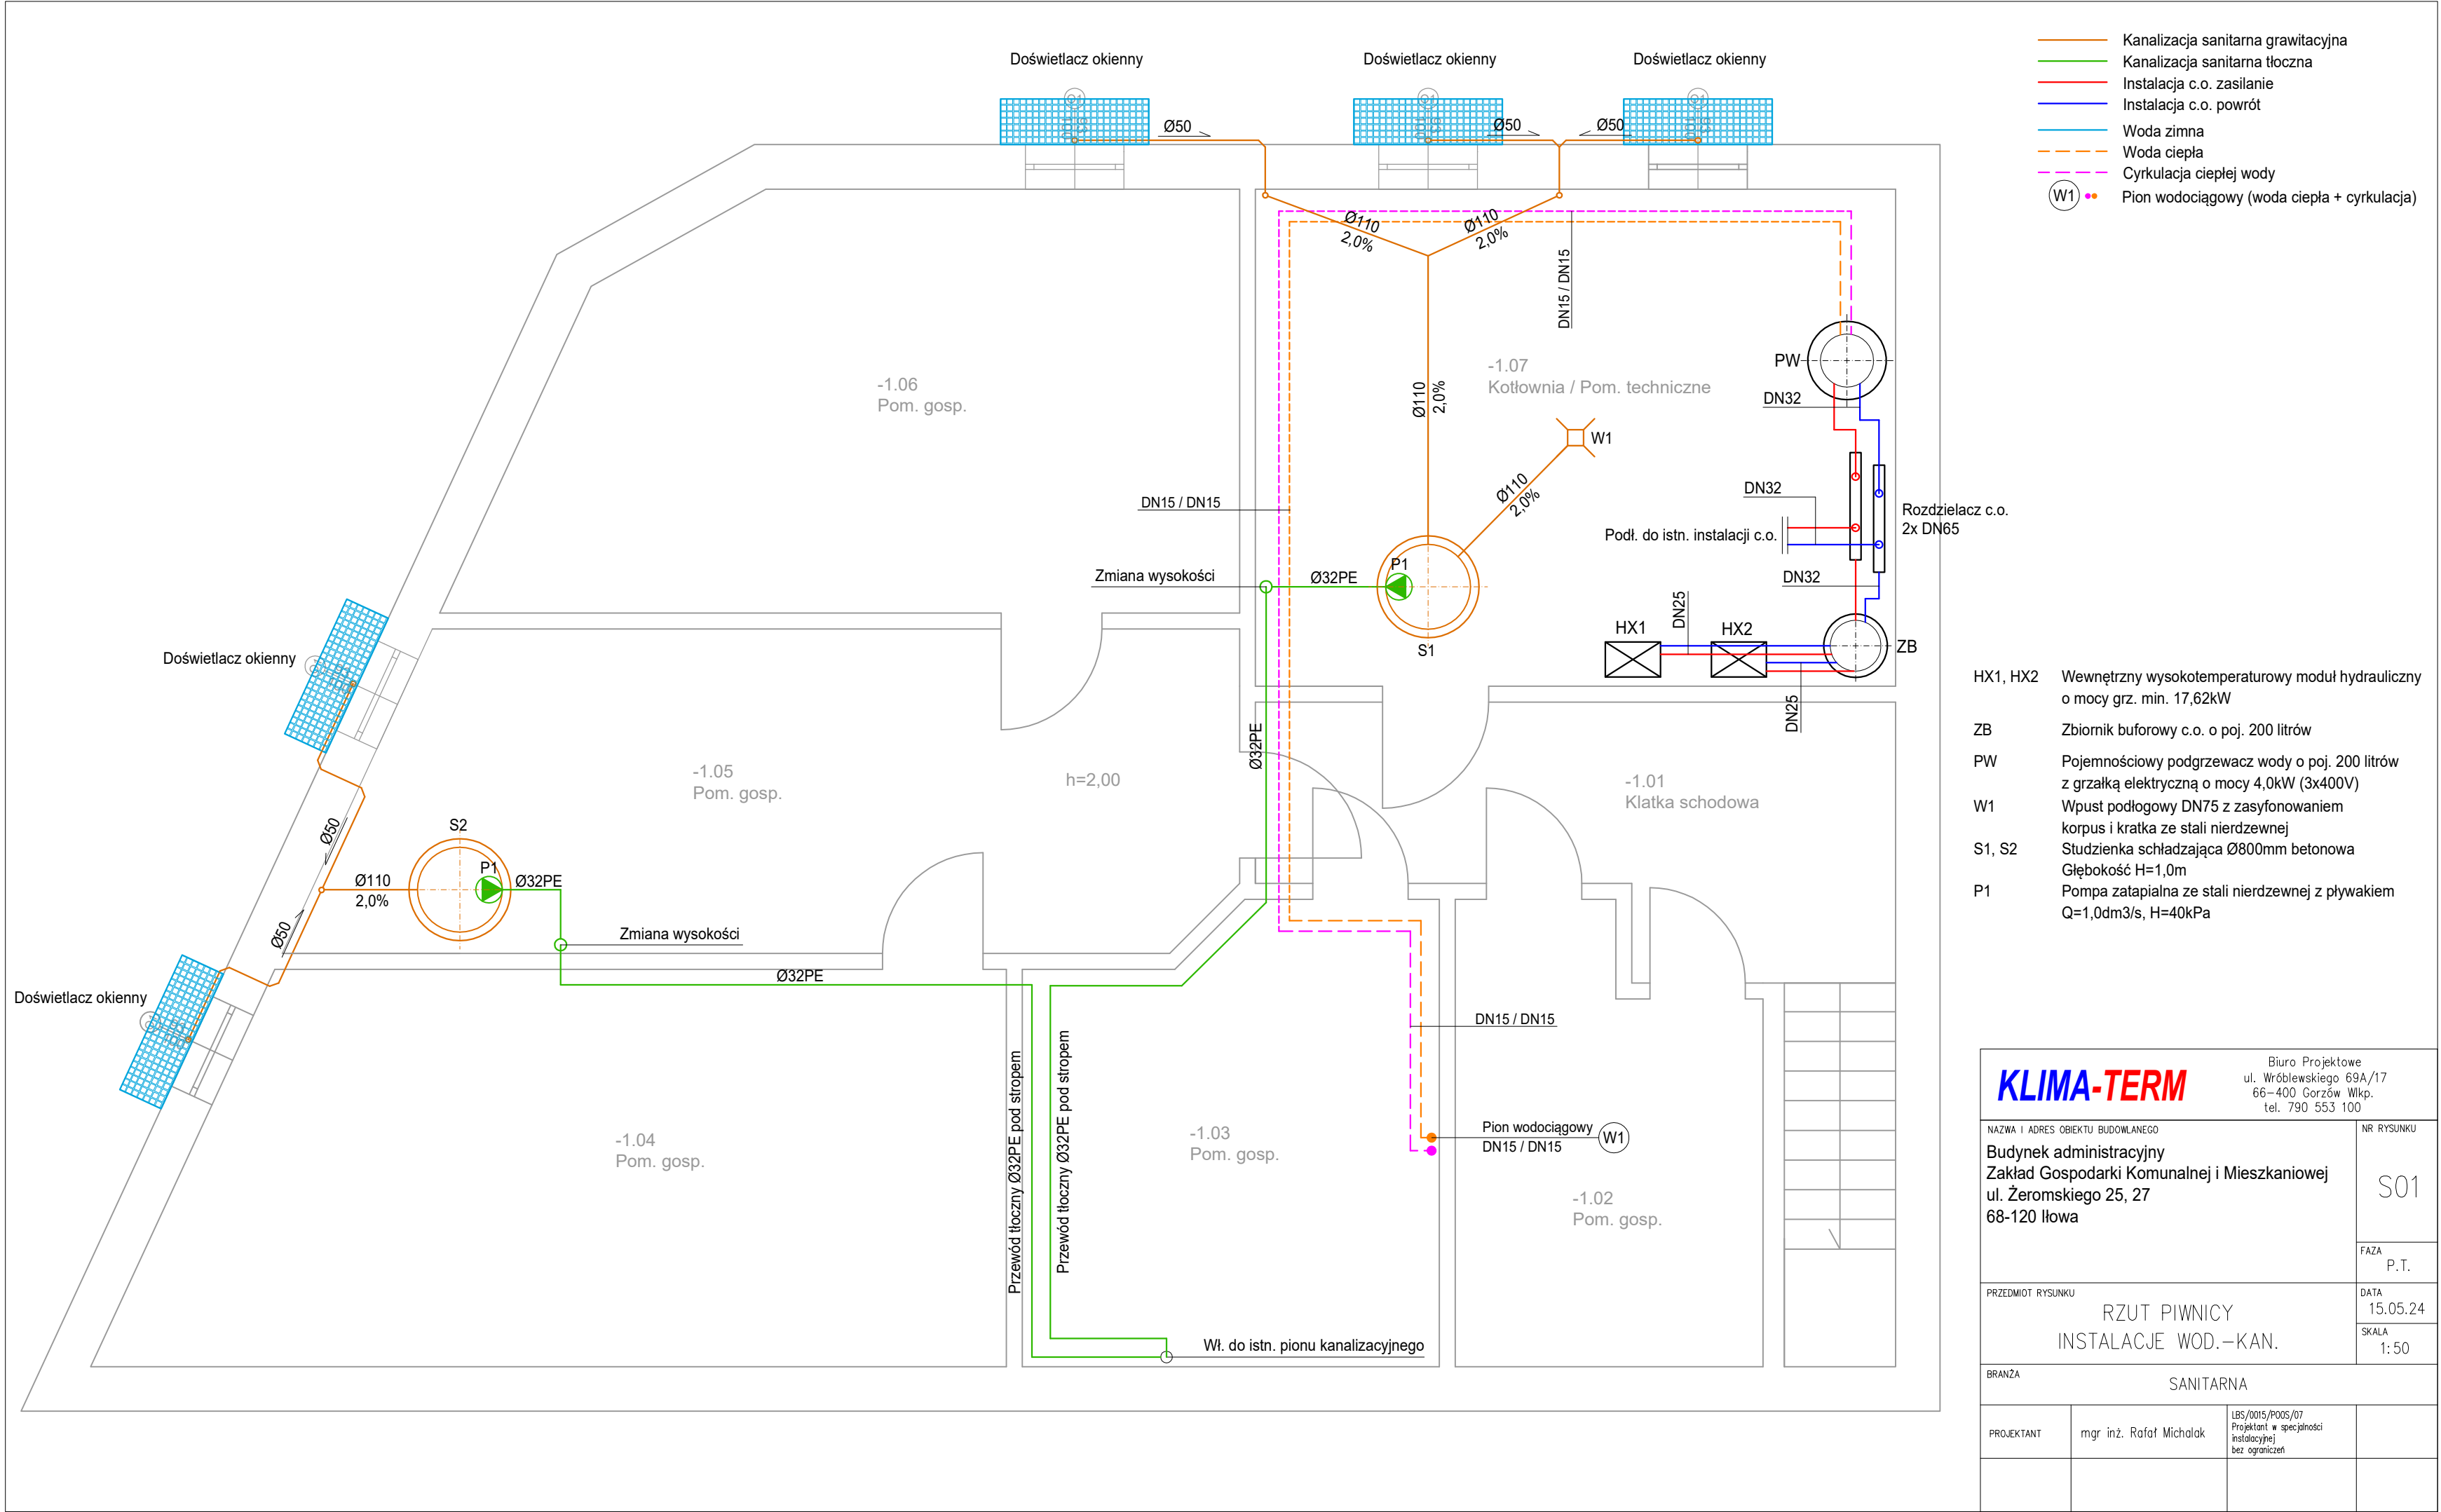 Doświetlacz okienny
Doświetlacz okienny
Doświetlacz okienny
Ø50
Ø50
Ø50
Kanalizacja sanitarna grawitacyjna
Kanalizacja sanitarna tłoczna
Instalacja c.o. zasilanie
Instalacja c.o. powrót
Woda zimna
Woda ciepła
Cyrkulacja ciepłej wody
W1
Pion wodociągowy (woda ciepła + cyrkulacja)
Ø110
2,0%
Ø110
2,0%
DN15 / DN15
-1.06
Pom. gosp.
-1.07
Kotłownia / Pom. techniczne
Ø110
2,0%
PW
DN32
W1
Ø110
2,0%
DN15 / DN15
DN32
Podł. do istn. instalacji c.o.
Rozdzielacz c.o.
2x DN65
Zmiana wysokości
Ø32PE
P1
S1
DN32
DN25
HX1
HX2
ZB
DN25
Doświetlacz okienny
Ø32PE
-1.05
Pom. gosp.
h=2,00
-1.01
Klatka schodowa
S2
P1
Ø50
Ø110
2,0%
Ø32PE
Ø50
Zmiana wysokości
Ø32PE
Doświetlacz okienny
DN15 / DN15
Przewód tłoczny Ø32PE pod stropem
Przewód tłoczny Ø32PE pod stropem
Pion wodociągowy
DN15 / DN15
W1
-1.04
Pom. gosp.
-1.03
Pom. gosp.
-1.02
Pom. gosp.
Wł. do istn. pionu kanalizacyjnego
HX1, HX2 Wewnętrzny wysokotemperaturowy moduł hydrauliczny
o mocy grz. min. 17,62kW
ZB Zbiornik buforowy c.o. o poj. 200 litrów
PW Pojemnościowy podgrzewacz wody o poj. 200 litrów
z grzałką elektryczną o mocy 4,0kW (3x400V)
W1 Wpust podłogowy DN75 z zasyfonowaniem
korpus i kratka ze stali nierdzewnej
S1, S2 Studzienka schładzająca Ø800mm betonowa
Głębokość H=1,0m
P1 Pompa zatapialna ze stali nierdzewnej z pływakiem
Q=1,0dm3/s, H=40kPa
KLIMA-TERM
Biuro Projektowe
ul. Wróblewskiego 69A/17
66-400 Gorzów Wlkp.
tel. 790 553 100
NAZWA I ADRES OBIEKTU BUDOWLANEGO
Budynek administracyjny
Zakład Gospodarki Komunalnej i Mieszkaniowej
ul. Żeromskiego 25, 27
68-120 Iłowa
NR RYSUNKU
S01
FAZA
P.T.
PRZEDMIOT RYSUNKU
RZUT PIWNICY
INSTALACJE WOD.-KAN.
DATA
15.05.24
SKALA
1:50
BRANŻA
SANITARNA
PROJEKTANT
mgr inż. Rafał Michalak
LBS/0015/POOS/07
Projektant w specjalności
instalacyjnej
bez ograniczeń